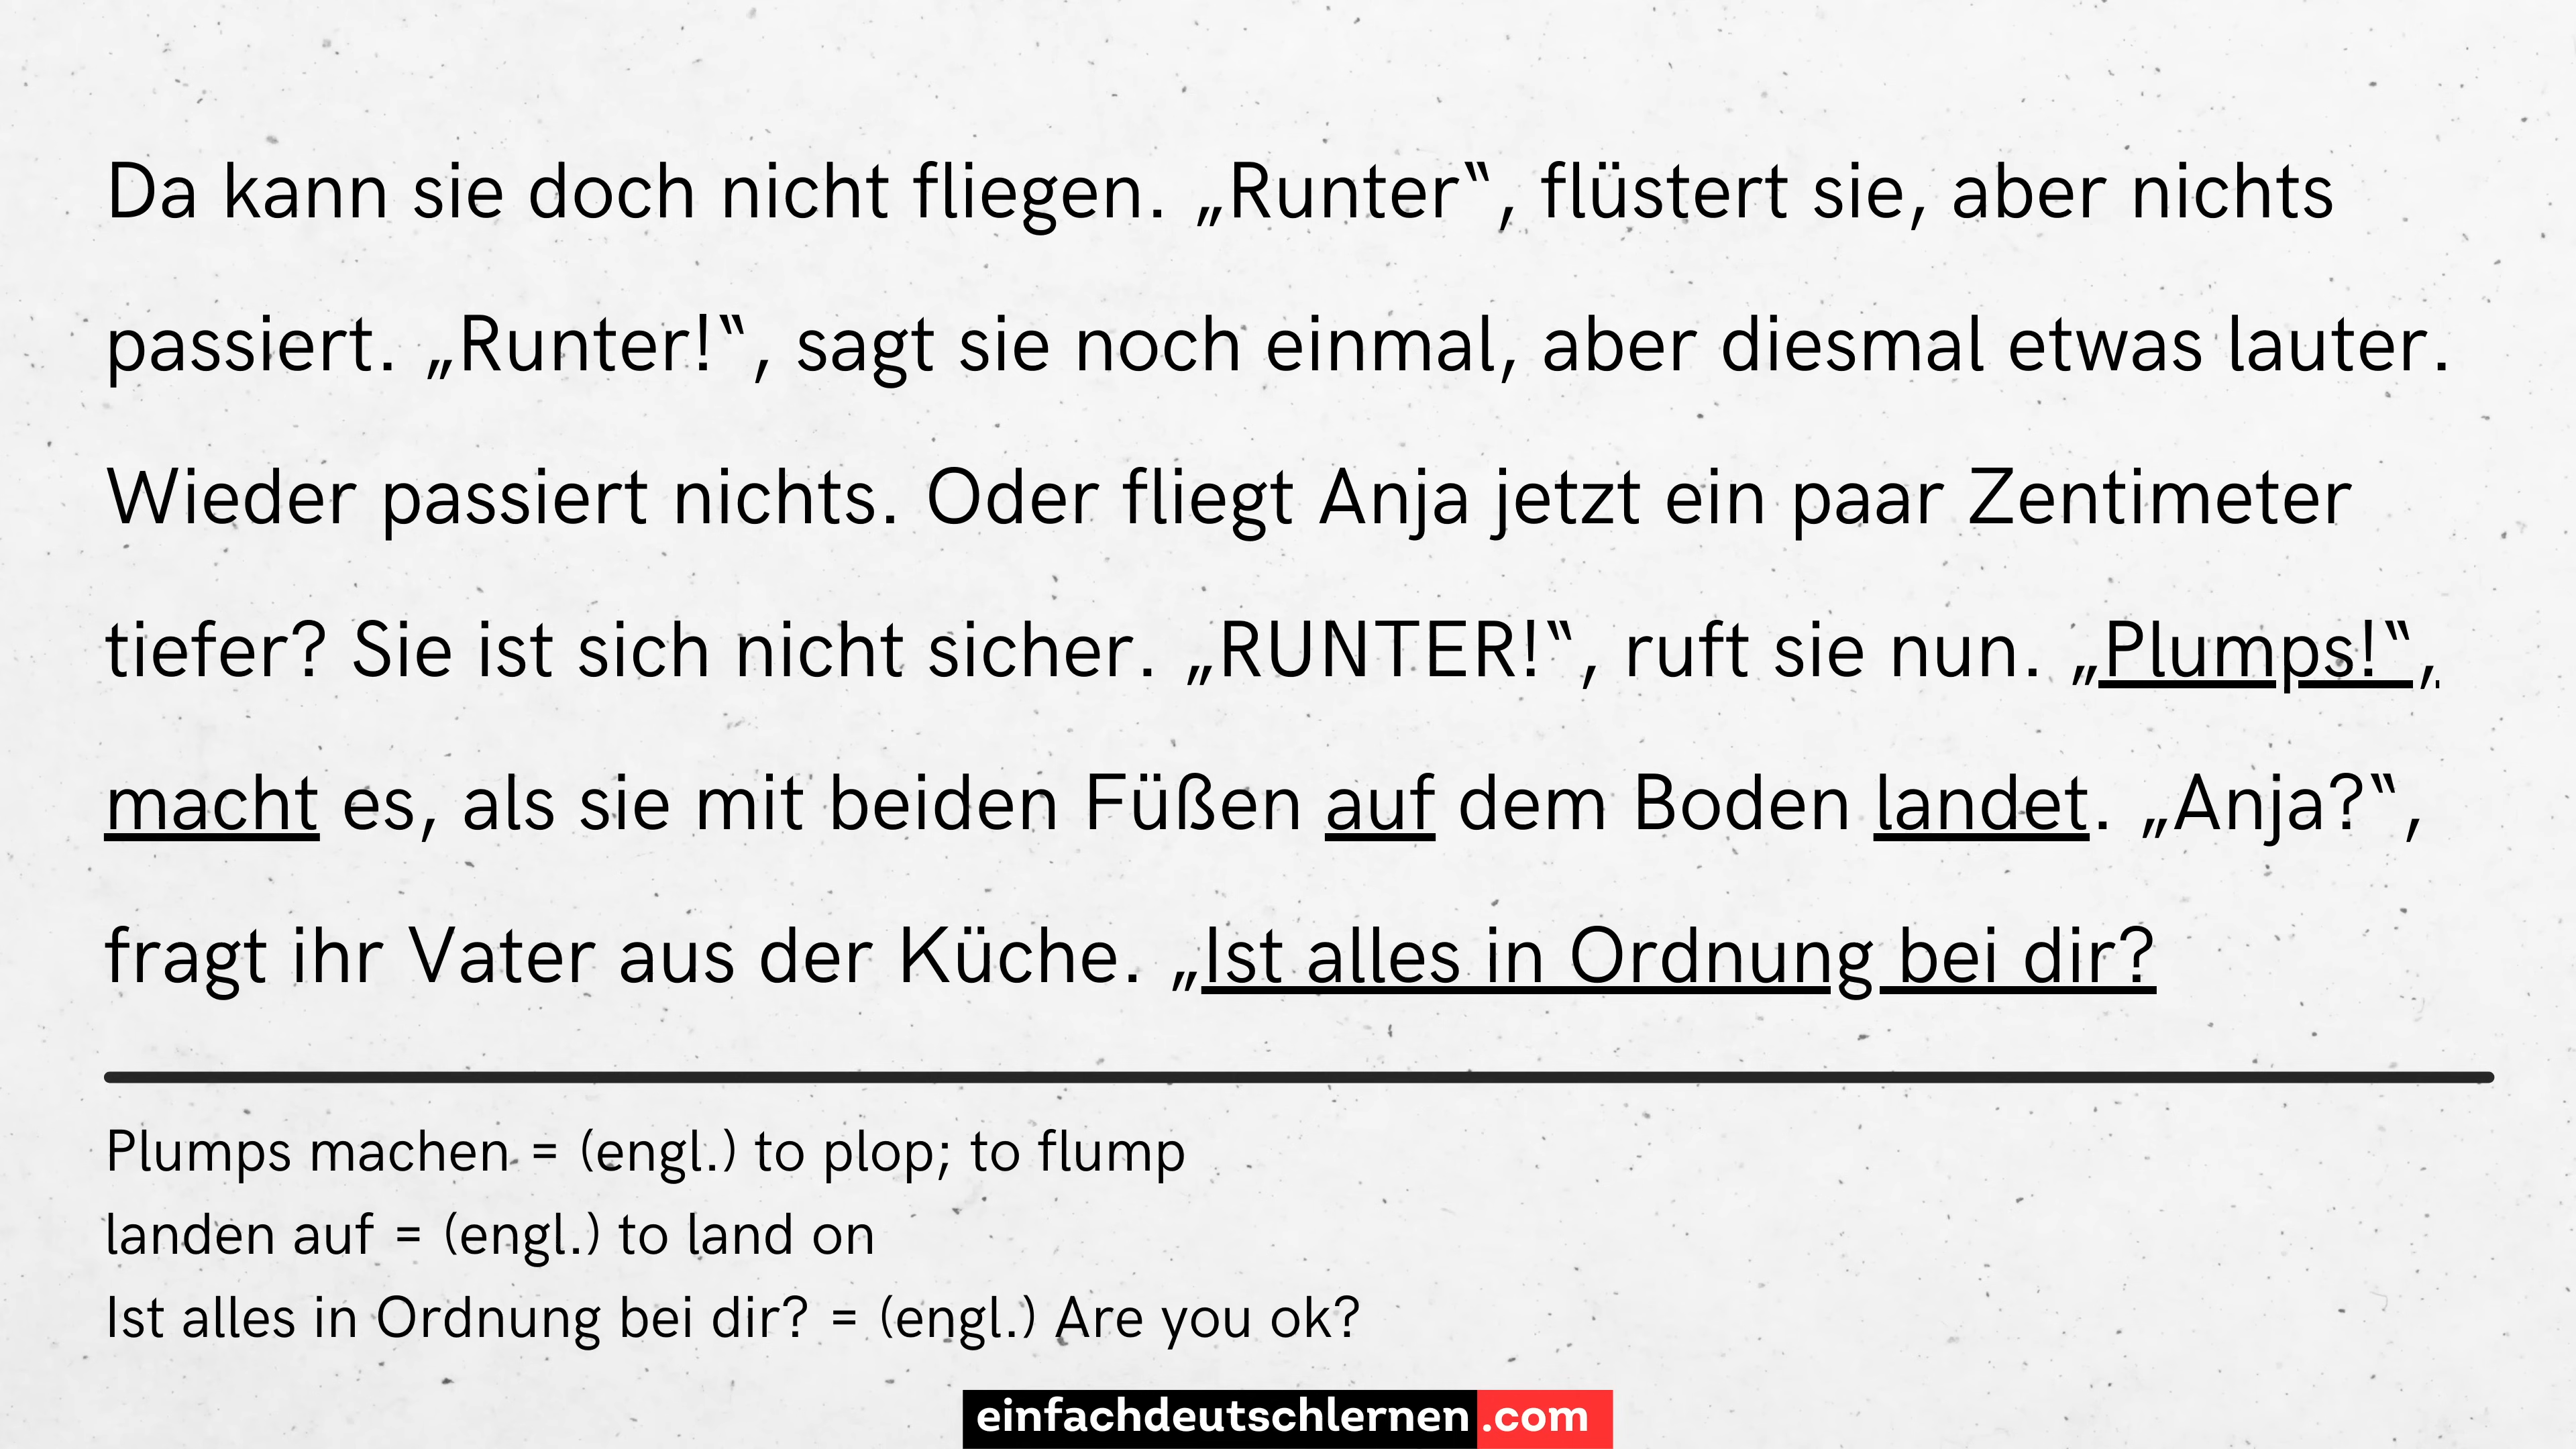 Da kann sie doch nicht fliegen. „Runter‟, flüstert sie, aber nichts
passiert. „Runter!‟, sagt sie noch einmal, aber diesmal etwas lauter.
Wieder passiert nichts. Oder fliegt Anja jetzt ein paar Zentimeter
tiefer? Sie ist sich nicht sicher. „RUNTER!‟, ruft sie nun. „Plumps!‟,
macht es, als sie mit beiden Füßen auf dem Boden landet. „Anja?‟,
fragt ihr Vater aus der Küche. „Ist alles in Ordnung bei dir?
Plumps machen = (engl.) to plop; to flump
landen auf = (engl.) to land on
Ist alles in Ordnung bei dir? = (engl.) Are you ok?
einfachdeutschlernen.com